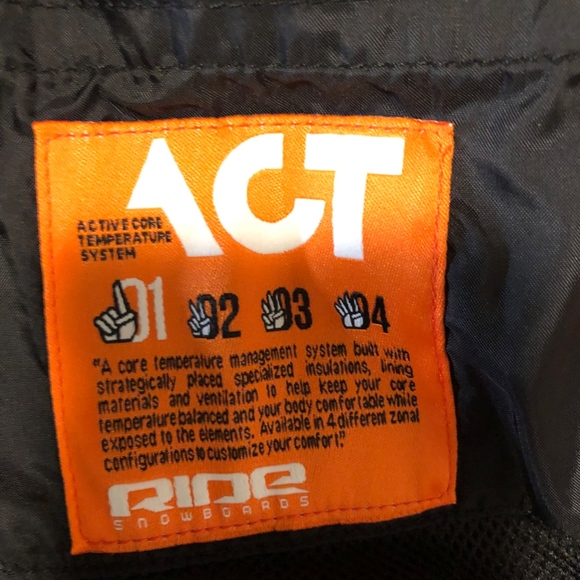 ACT
ACTIVE CORE
TEMPERATURE
SYSTEM
01 02 03 04
"A core temperature management system built with
strategically placed specialized insulations, lining
materials and ventilation to help keep your core
temperature balanced and your body comfortable while
exposed to the elements. Available in 4 different zonal
configurations to customize your comfort."
RIDE
SNOWBOARDS